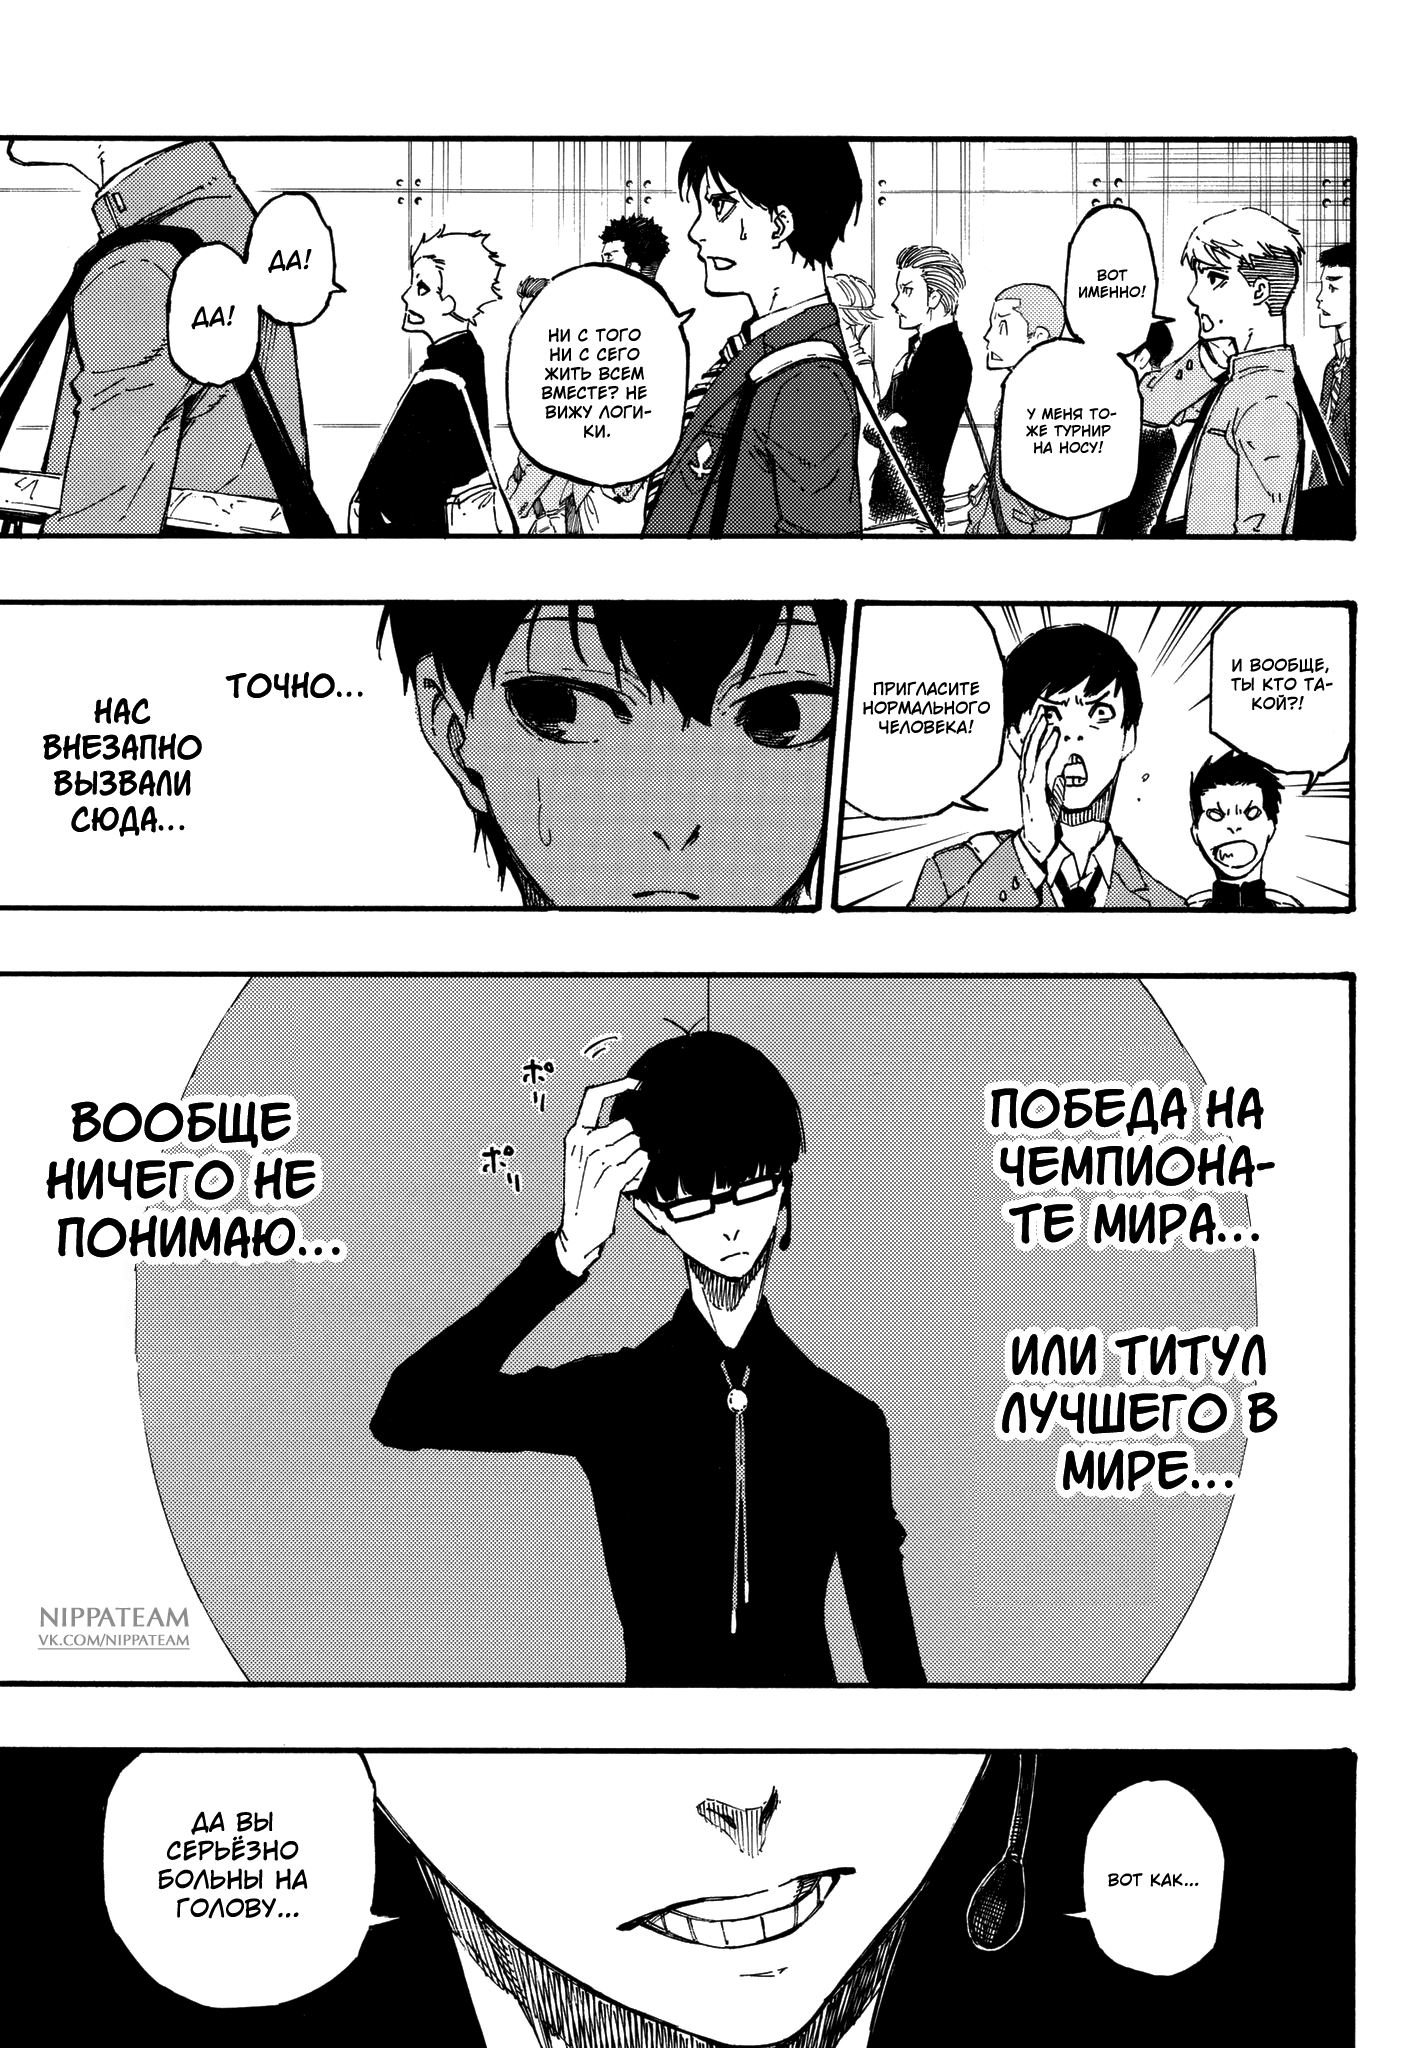 ВОТ
ИМЕННО!
У МЕНЯ ТО-
ЖЕ ТУРНИР
НА НОСУ!
НИ С ТОГО
НИ С СЕГО
ЖИТЬ ВСЕМ
ВМЕСТЕ? НЕ
ВИЖУ ЛОГИ-
КИ.
ДА!
ДА!
И ВООБЩЕ,
ТЫ КТО ТА-
КОЙ?!
ПРИГЛАСИТЕ
НОРМАЛЬНОГО
ЧЕЛОВЕКА!
ТОЧНО...
НАС
ВНЕЗАПНО
ВЫЗВАЛИ
СЮДА...
ПОБЕДА НА
ЧЕМПИОНА-
ТЕ МИРА...
ИЛИ ТИТУЛ
ЛУЧШЕГО В
МИРЕ...
ポリ
ポリ
ВООБЩЕ
НИЧЕГО НЕ
ПОНИМАЮ...
NIPPATEAM
VK.COM/NIPPATEAM
ВОТ КАК...
ДА ВЫ
СЕРЬЁЗНО
БОЛЬНЫ НА
ГОЛОВУ...